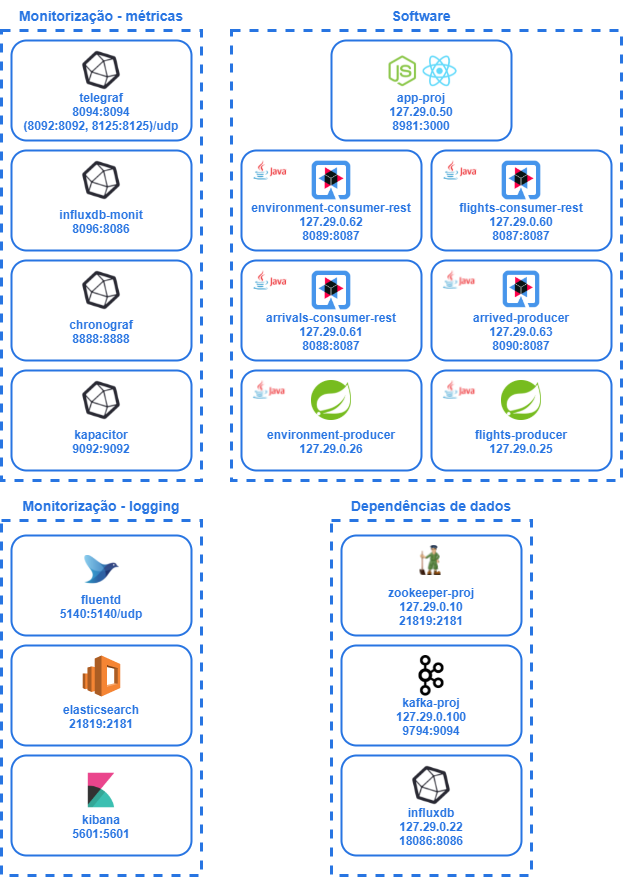 Monitorização - métricas
telegraf
8094:8094
(8092:8092, 8125:8125)/udp
influxdb-monit
8096:8086
chronograf
8888:8888
kapacitor
9092:9092
Software
JS
app-proj
127.29.0.50
8981:3000
Java
environment-consumer-rest
127.29.0.62
8089:8087
Java
flights-consumer-rest
127.29.0.60
8087:8087
Java
arrivals-consumer-rest
127.29.0.61
8088:8087
Java
arrived-producer
127.29.0.63
8090:8087
Java
environment-producer
127.29.0.26
Java
flights-producer
127.29.0.25
Monitorização - logging
fluentd
5140:5140/udp
elasticsearch
21819:2181
kibana
5601:5601
Dependências de dados
zookeeper-proj
127.29.0.10
21819:2181
kafka-proj
127.29.0.100
9794:9094
influxdb
127.29.0.22
18086:8086